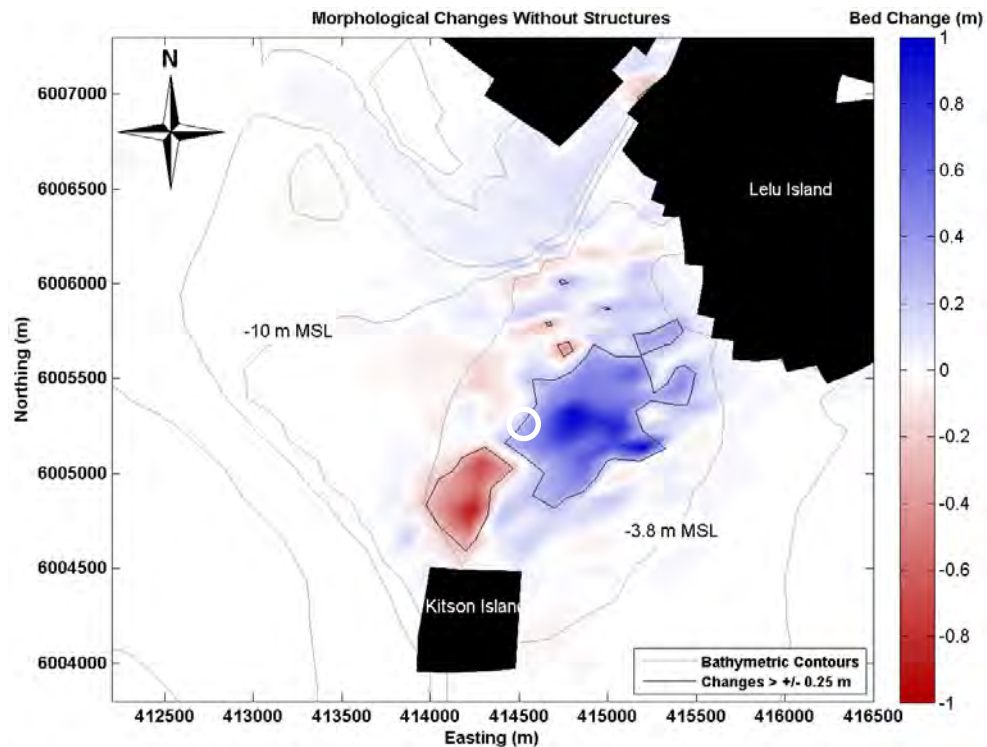 Morphological Changes Without Structures
Bed Change (m)
N
Lelu Island
-10 m MSL
-3.8 m MSL
Kitson Island
Bathymetric Contours
Changes > +/- 0.25 m
Northing (m)
6007000
6006500
6006000
6005500
6005000
6004500
6004000
412500 413000 413500 414000 414500 415000 415500 416000 416500
Easting (m)
1
0.8
0.6
0.4
0.2
0
-0.2
-0.4
-0.6
-0.8
-1